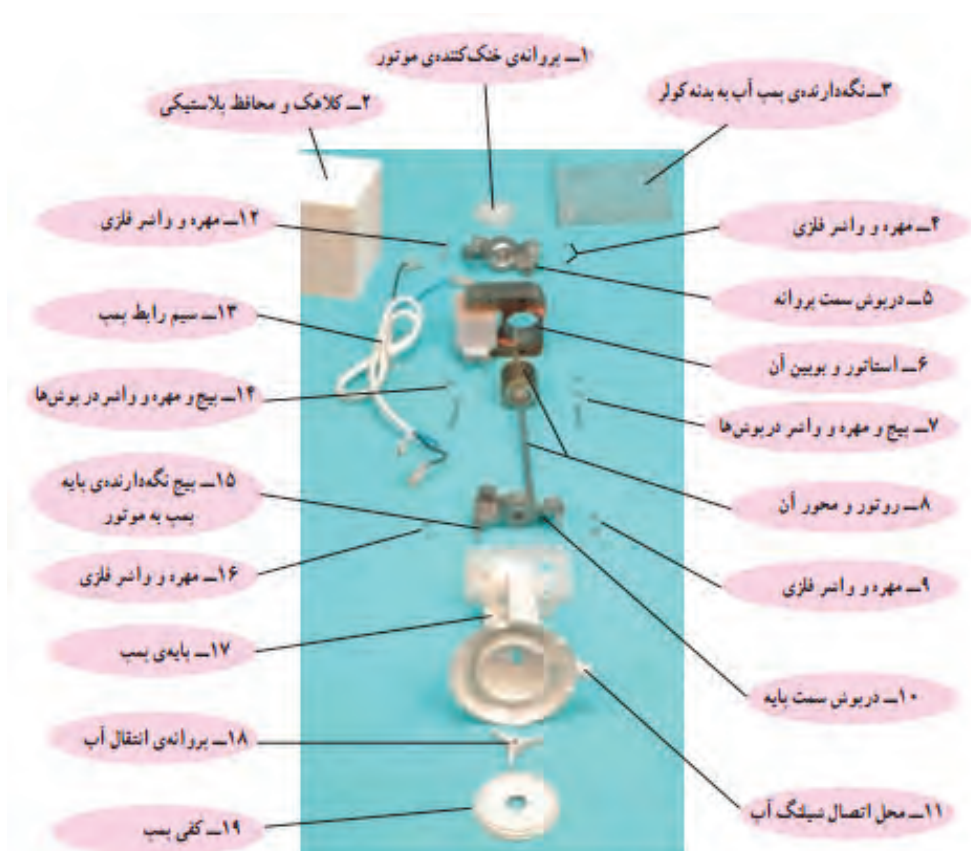 ۱ــ پروانه‌ی خنک‌کننده‌ی موتور
۲ــ کلاهک و محافظ پلاستیکی
۳ــ نگه‌دارنده‌ی پمپ آب به بدنه کولر
۴ــ مهره و واشر فلزی
۵ــ درپوش سمت پروانه
۶ــ استاتور و بوبین آن
۷ــ پیچ و مهره و واشر درپوش‌ها
۸ــ روتور و محور آن
۹ــ مهره و واشر فلزی
۱۰ــ درپوش سمت پایه
۱۱ــ محل اتصال شیلنگ آب
۱۲ــ مهره و واشر فلزی
۱۳ــ سیم رابط پمپ
۱۴ــ پیچ و مهره و واشر درپوش‌ها
۱۵ــ پیچ نگه‌دارنده‌ی پایه
پمپ به موتور
۱۶ــ مهره و واشر فلزی
۱۷ــ پایه‌ی پمپ
۱۸ــ پروانه‌ی انتقال آب
۱۹ــ کفی پمپ